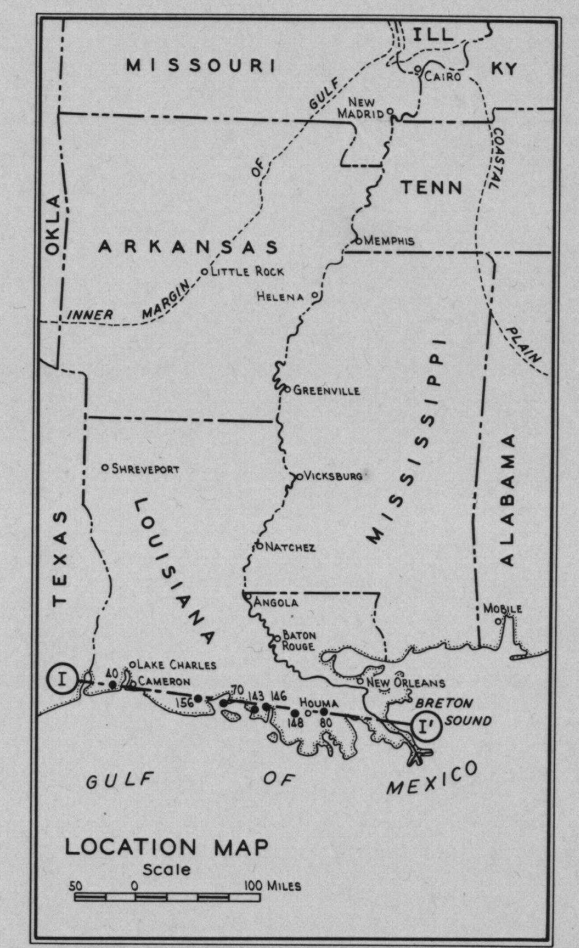 ILL
MISSOURI
CAIRO
KY
GULF
NEW
MADRID
OF
COASTAL
TENN
OKLA
ARKANSAS
MEMPHIS
LITTLE ROCK
HELENA
INNER
MARGIN
PLAIN
GREENVILLE
MISSISSIPPI
SHREVEPORT
VICKSBURG
ALABAMA
LOUISIANA
TEXAS
NATCHEZ
ANGOLA
MOBILE
BATON
ROUGE
LAKE CHARLES
I
40
CAMERON
NEW ORLEANS
156
70
143
146
HOUMA
BRETON
SOUND
148
80
I'
GULF OF MEXICO
LOCATION MAP
Scale
50 0 100 MILES